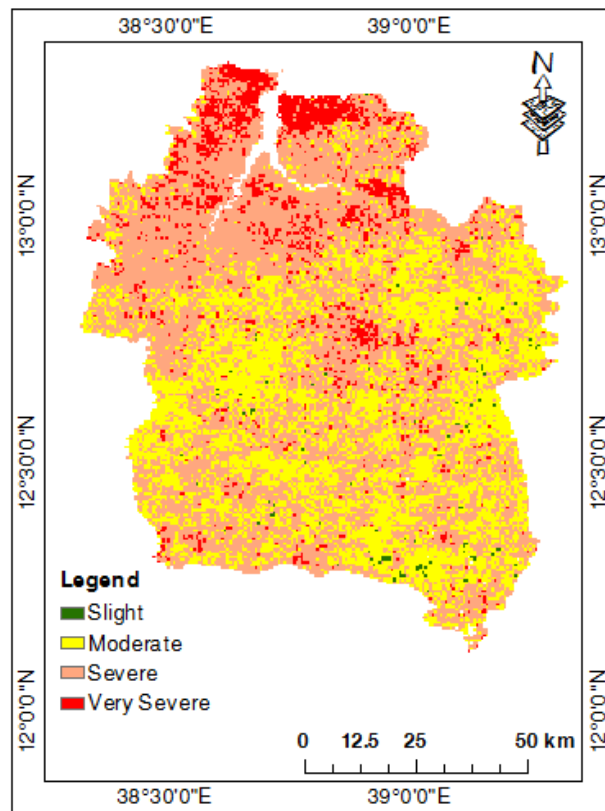 38°30'0"E 39°0'0"E
N
13°0'0"N 13°0'0"N
12°30'0"N 12°30'0"N
Legend
Slight
Moderate
Severe
Very Severe
12°0'0"N 12°0'0"N
0 12.5 25 50 km
38°30'0"E 39°0'0"E